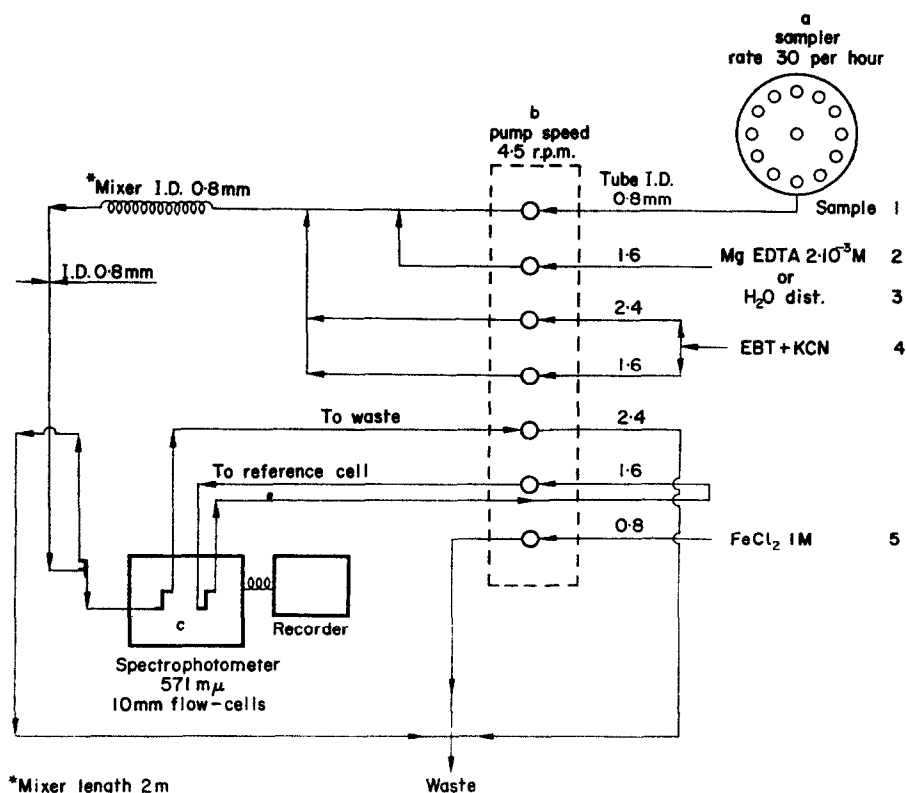 a
sampler
rate 30 per hour
b
pump speed
4·5 r.p.m.
*Mixer I.D. 0·8mm
Tube I.D.
0·8mm
Sample 1
I.D. 0·8mm
1·6
Mg EDTA 2·10⁻³M 2
or
H₂O dist. 3
2·4
EBT + KCN 4
1·6
To waste
2·4
To reference cell
1·6
0·8
FeCl₂ 1M 5
c
Recorder
Spectrophotometer
571 mμ
10mm flow-cells
*Mixer length 2m
Waste